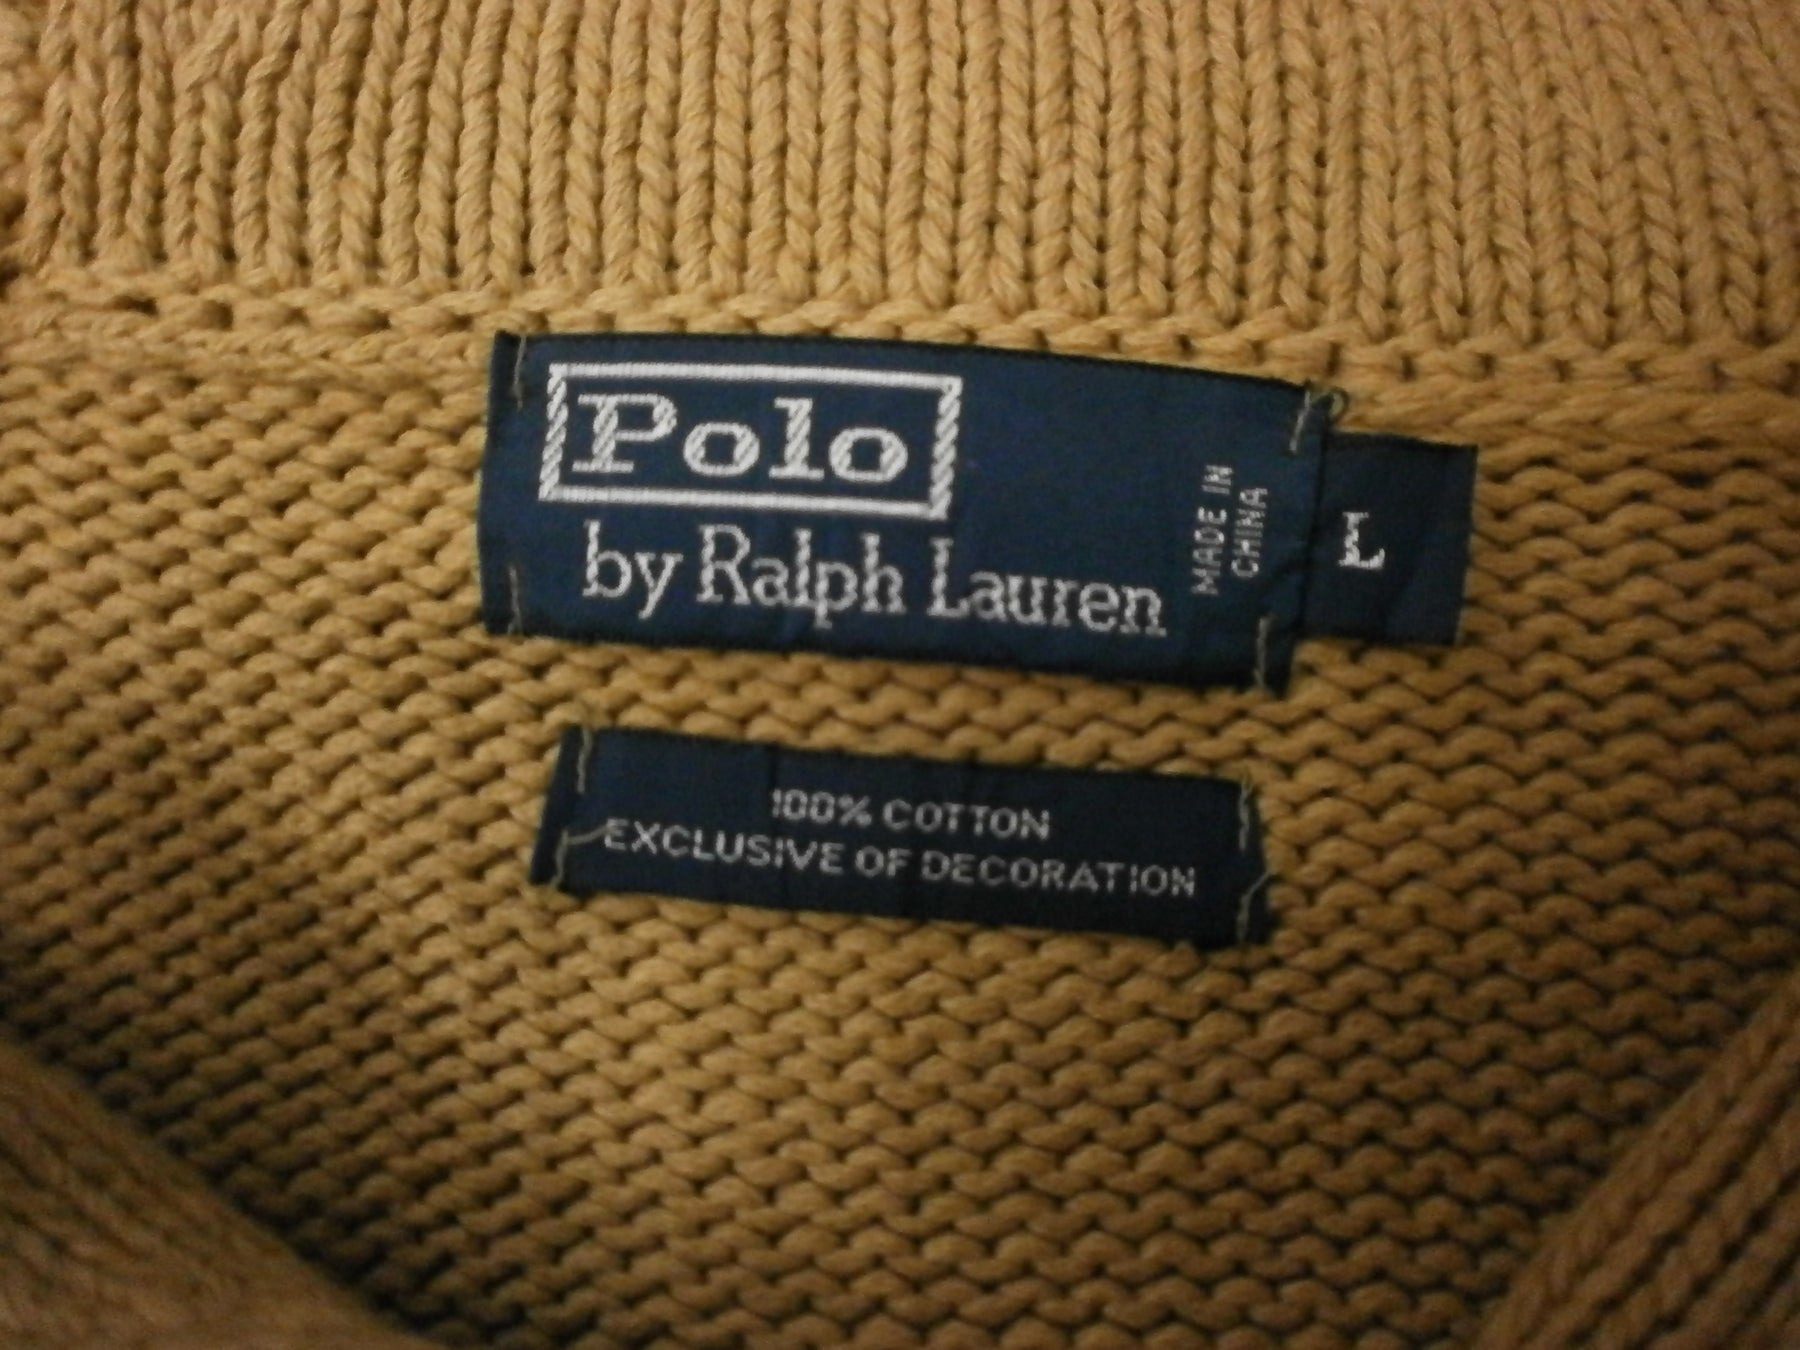 Polo
by Ralph Lauren
MADE IN
CHINA
L
100% COTTON
EXCLUSIVE OF DECORATION